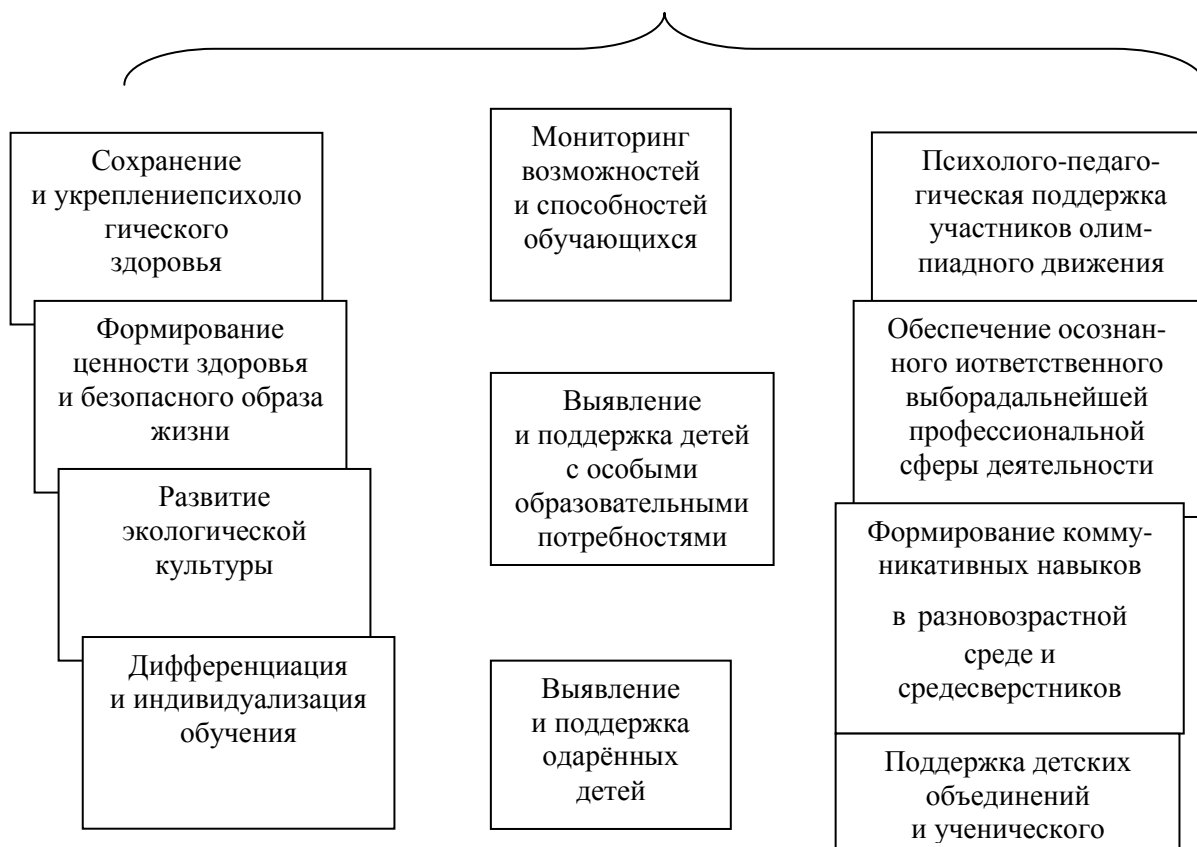 Сохранение
и укреплениепсихоло
гического
здоровья
Формирование
ценности здоровья
и безопасного образа
жизни
Развитие
экологической
культуры
Дифференциация
и индивидуализация
обучения
Мониторинг
возможностей
и способностей
обучающихся
Выявление
и поддержка детей
с особыми
образовательными
потребностями
Выявление
и поддержка
одарённых
детей
Психолого-педаго-
гическая поддержка
участников олим-
пиадного движения
Обеспечение осознан-
ного иответственного
выборадальнейшей
профессиональной
сферы деятельности
Формирование комму-
никативных навыков
в разновозрастной
среде и
средесверстников
Поддержка детских
объединений
и ученического